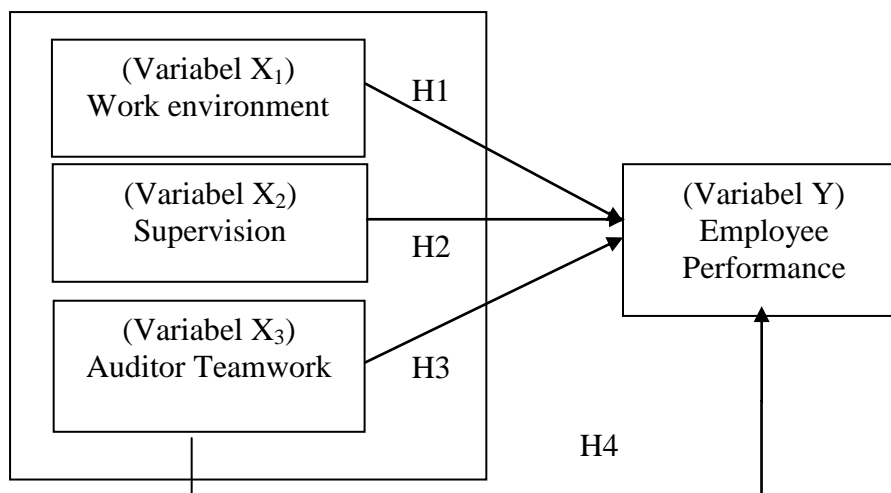 (Variabel X₁)
Work environment
H1
(Variabel X₂)
Supervision
H2
(Variabel X₃)
Auditor Teamwork
H3
(Variabel Y)
Employee
Performance
H4